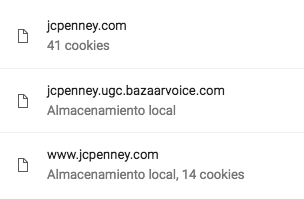 jcpenney.com
41 cookies
jcpenney.ugc.bazaarvoice.com
Almacenamiento local
www.jcpenney.com
Almacenamiento local, 14 cookies